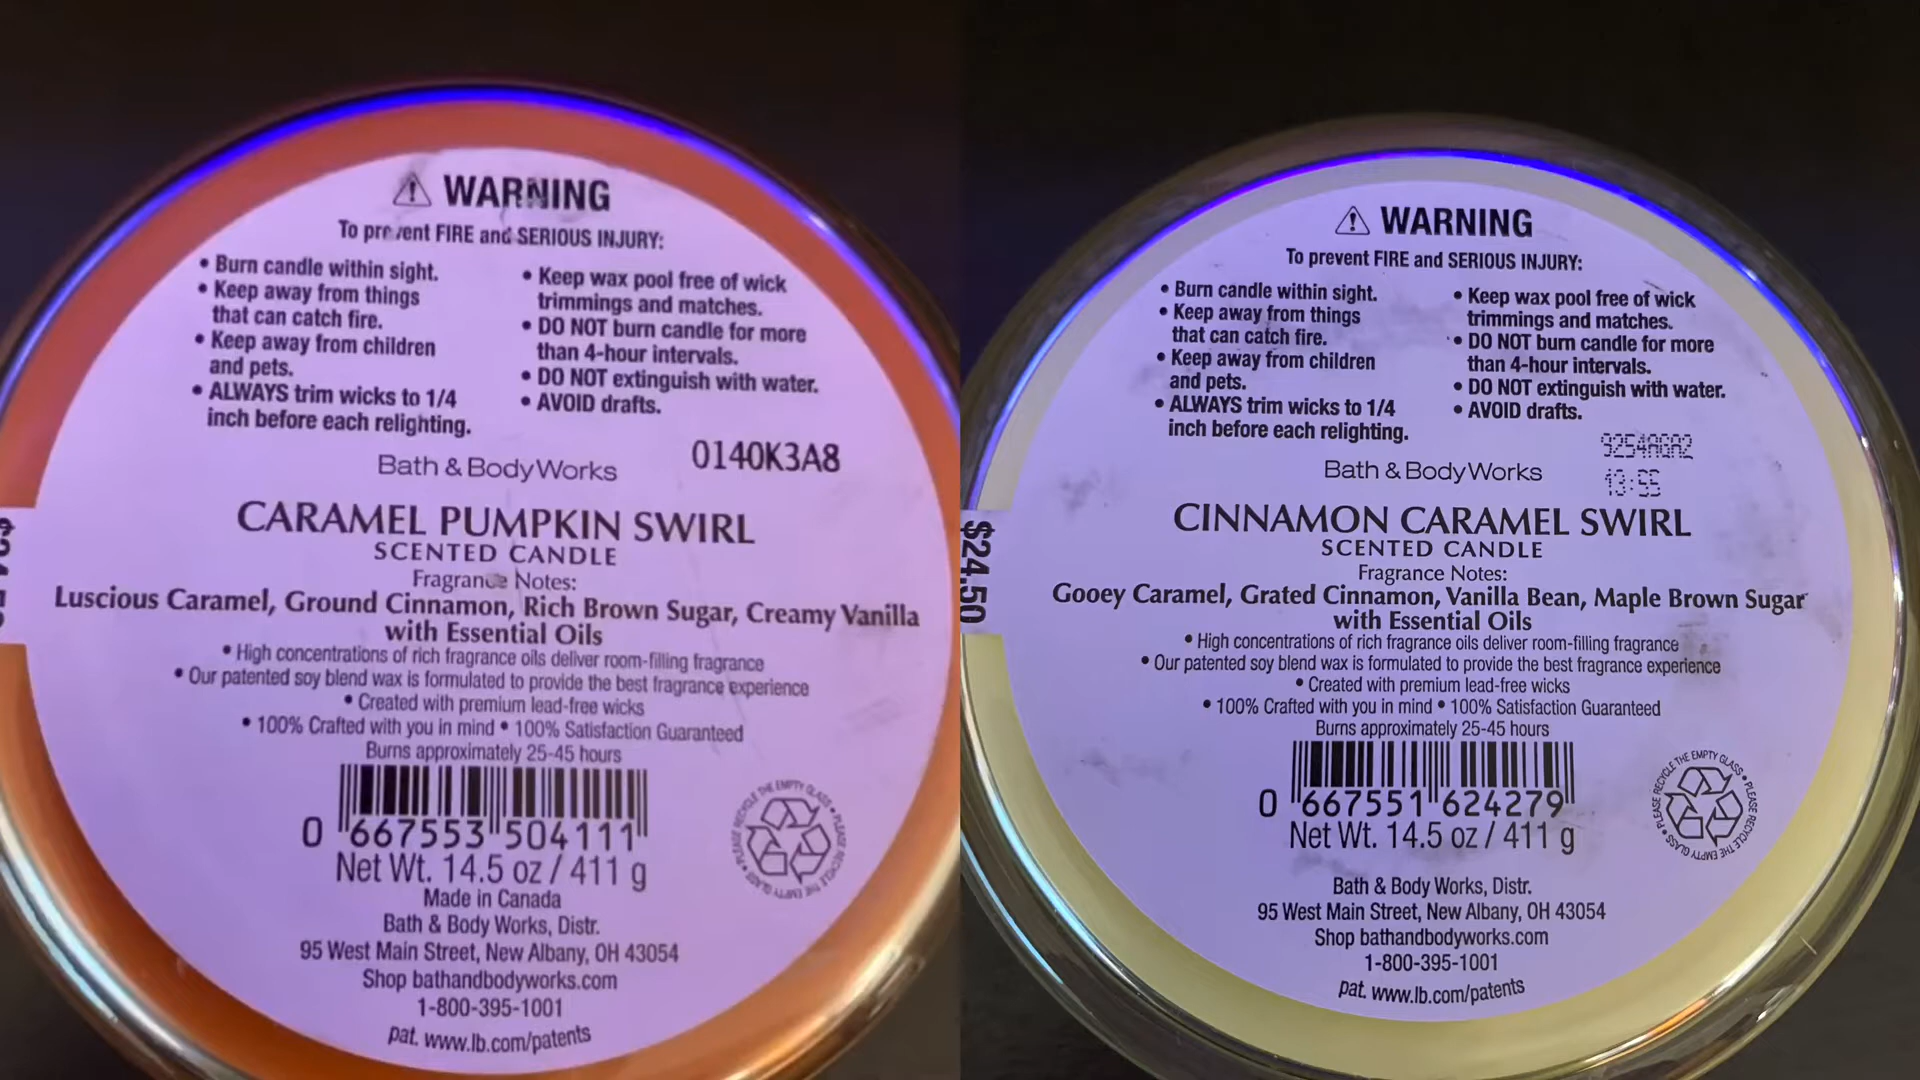 WARNING
To prevent FIRE and SERIOUS INJURY:
• Burn candle within sight.
• Keep away from things
that can catch fire.
• Keep away from children
and pets.
• ALWAYS trim wicks to 1/4
inch before each relighting.
• Keep wax pool free of wick
trimmings and matches.
• DO NOT burn candle for more
than 4-hour intervals.
• DO NOT extinguish with water.
• AVOID drafts.
0140K3A8
Bath & Body Works
CARAMEL PUMPKIN SWIRL
SCENTED CANDLE
Fragrance Notes:
Luscious Caramel, Ground Cinnamon, Rich Brown Sugar, Creamy Vanilla
with Essential Oils
• High concentrations of rich fragrance oils deliver room-filling fragrance
• Our patented soy blend wax is formulated to provide the best fragrance experience
• Created with premium lead-free wicks
• 100% Crafted with you in mind • 100% Satisfaction Guaranteed
Burns approximately 25-45 hours
0 667553 504111
Net Wt. 14.5 oz / 411 g
PLEASE RECYCLE THE EMPTY GLASS • PLEASE RECYCLE THE EMPTY GLASS •
Made in Canada
Bath & Body Works, Distr.
95 West Main Street, New Albany, OH 43054
Shop bathandbodyworks.com
1-800-395-1001
pat. www.lb.com/patents
WARNING
To prevent FIRE and SERIOUS INJURY:
• Burn candle within sight.
• Keep away from things
that can catch fire.
• Keep away from children
and pets.
• ALWAYS trim wicks to 1/4
inch before each relighting.
• Keep wax pool free of wick
trimmings and matches.
• DO NOT burn candle for more
than 4-hour intervals.
• DO NOT extinguish with water.
• AVOID drafts.
13:55
Bath & Body Works
$24.50
CINNAMON CARAMEL SWIRL
SCENTED CANDLE
Fragrance Notes:
Gooey Caramel, Grated Cinnamon, Vanilla Bean, Maple Brown Sugar
with Essential Oils
• High concentrations of rich fragrance oils deliver room-filling fragrance
• Our patented soy blend wax is formulated to provide the best fragrance experience
• Created with premium lead-free wicks
• 100% Crafted with you in mind • 100% Satisfaction Guaranteed
Burns approximately 25-45 hours
0 667551 624279
Net Wt. 14.5 oz / 411 g
PLEASE RECYCLE THE EMPTY GLASS • PLEASE RECYCLE THE EMPTY GLASS •
Bath & Body Works, Distr.
95 West Main Street, New Albany, OH 43054
Shop bathandbodyworks.com
1-800-395-1001
pat. www.lb.com/patents